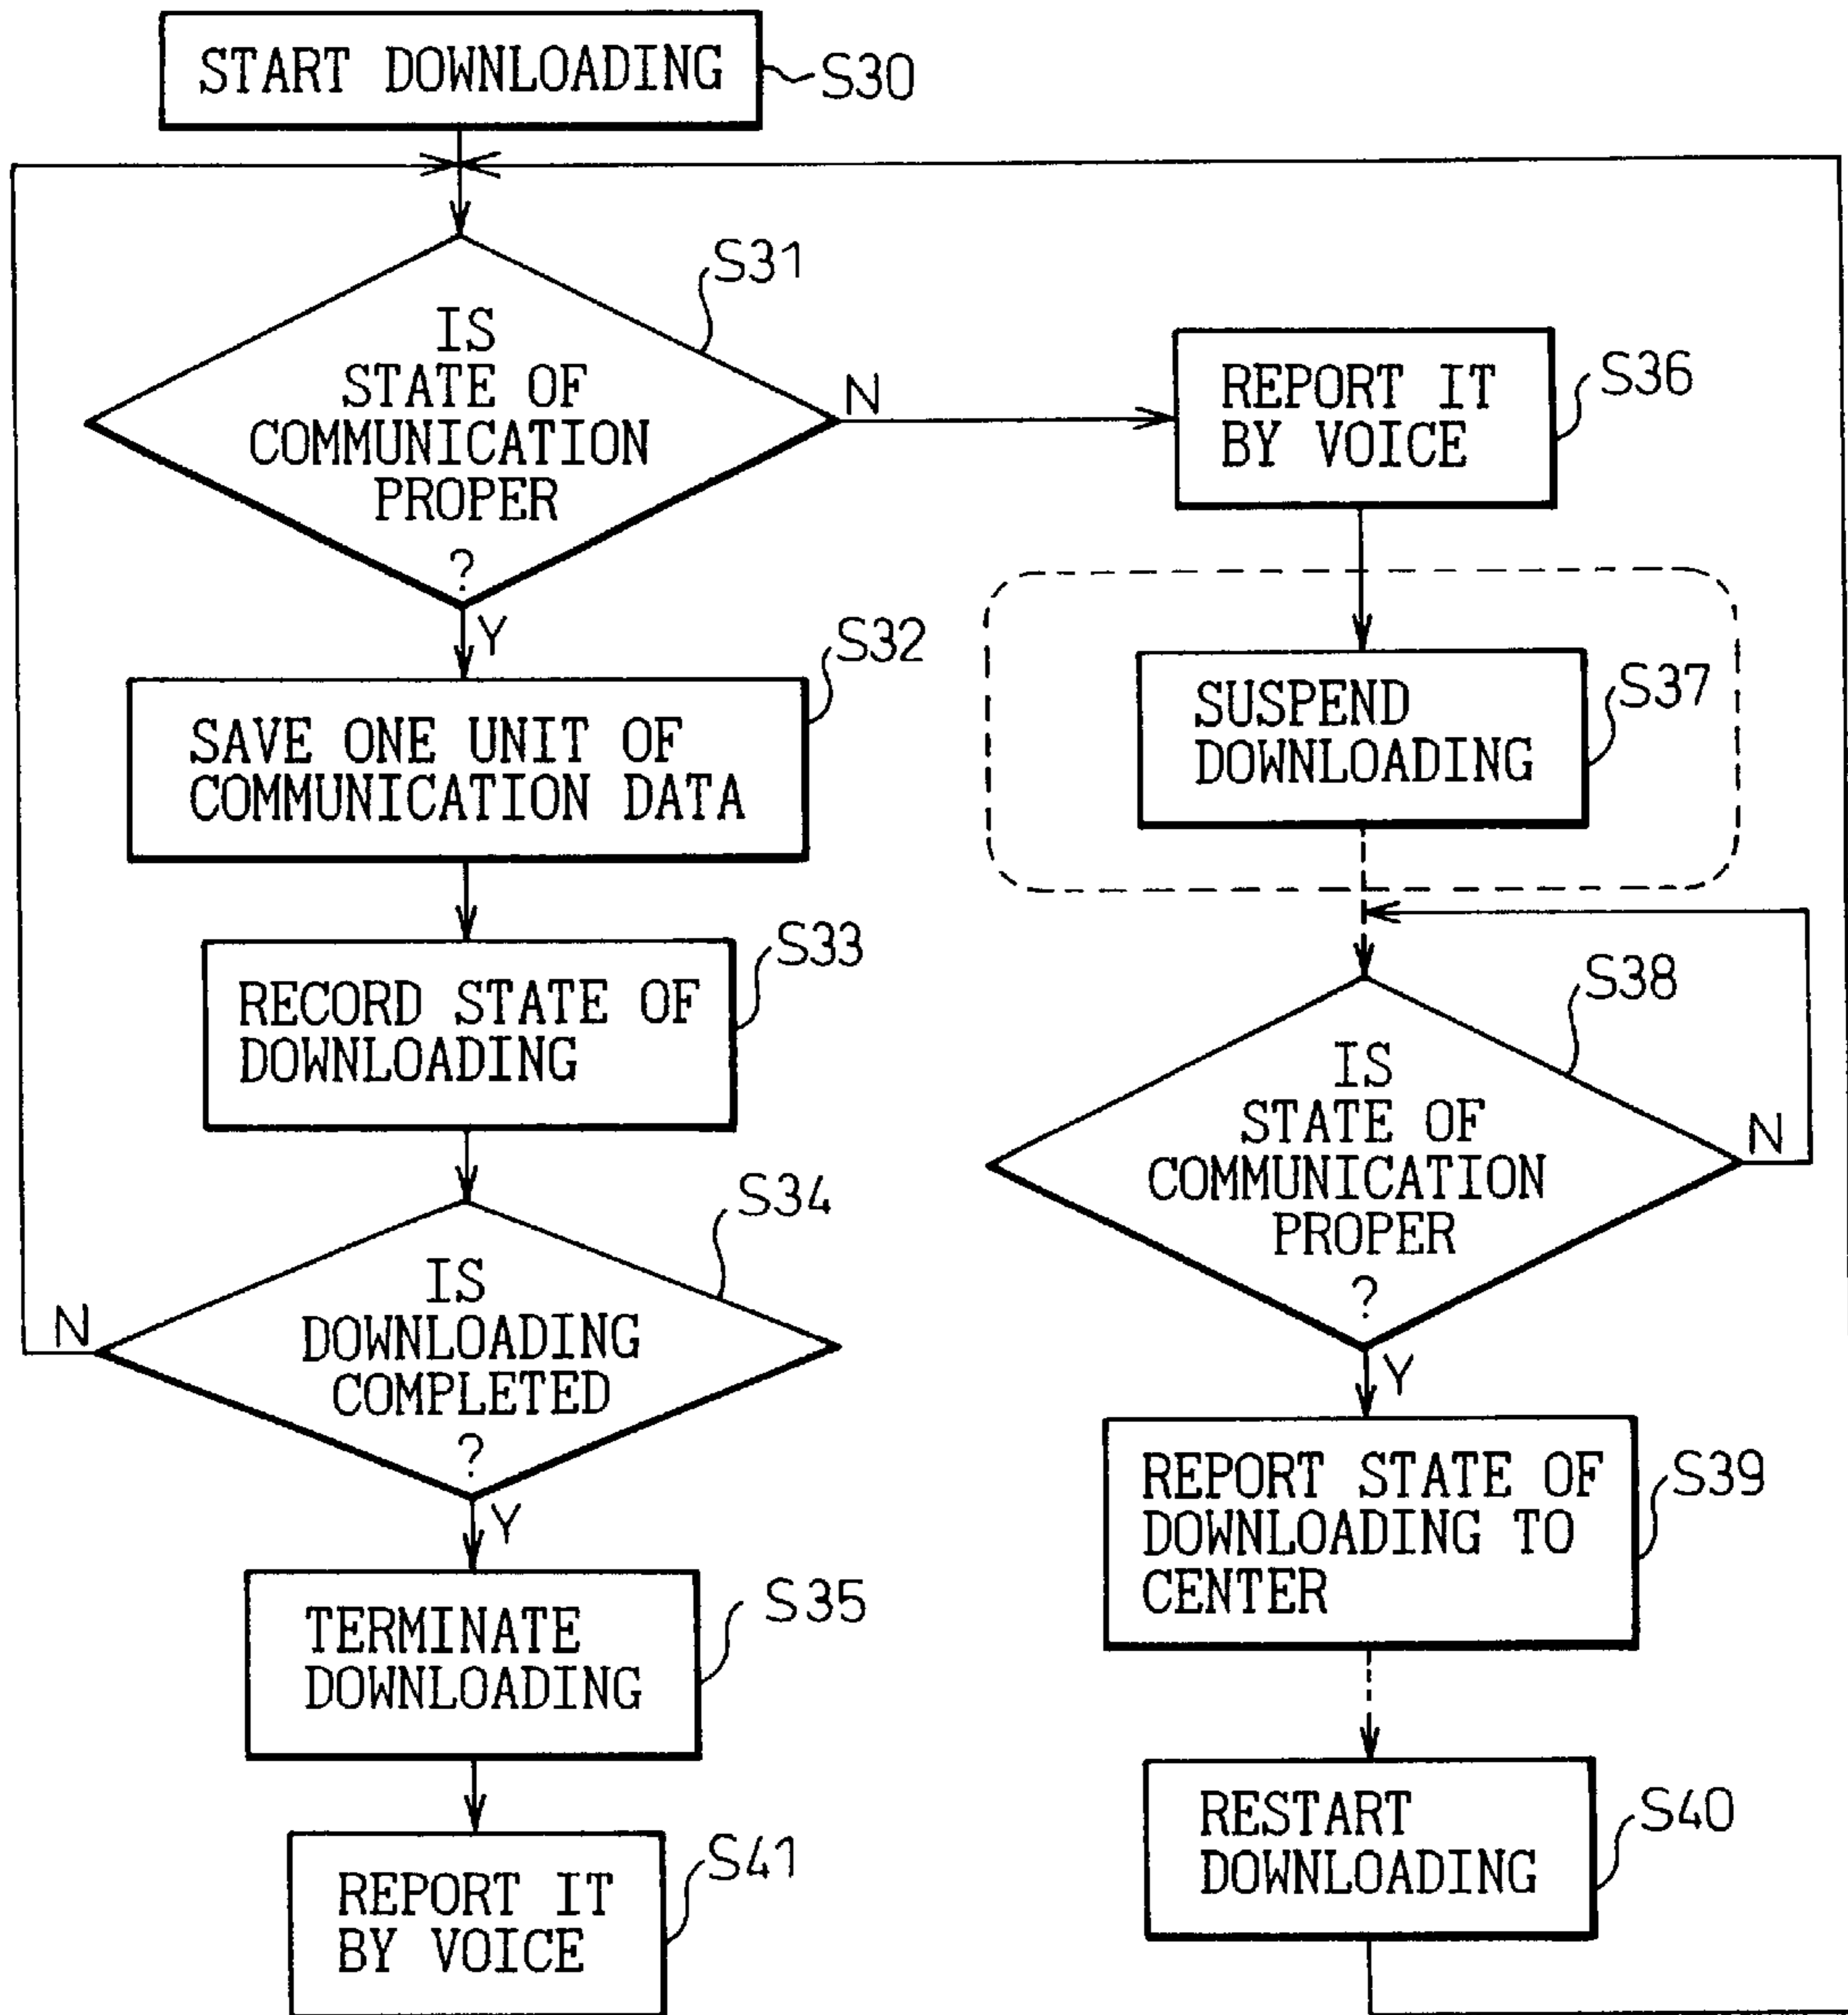 START DOWNLOADING
S30
IS
STATE OF
COMMUNICATION
PROPER
?
S31
N
Y
SAVE ONE UNIT OF
COMMUNICATION DATA
S32
RECORD STATE OF
DOWNLOADING
S33
IS
DOWNLOADING
COMPLETED
?
S34
N
Y
TERMINATE
DOWNLOADING
S35
REPORT IT
BY VOICE
S41
REPORT IT
BY VOICE
S36
SUSPEND
DOWNLOADING
S37
IS
STATE OF
COMMUNICATION
PROPER
?
S38
N
Y
REPORT STATE OF
DOWNLOADING TO
CENTER
S39
RESTART
DOWNLOADING
S40